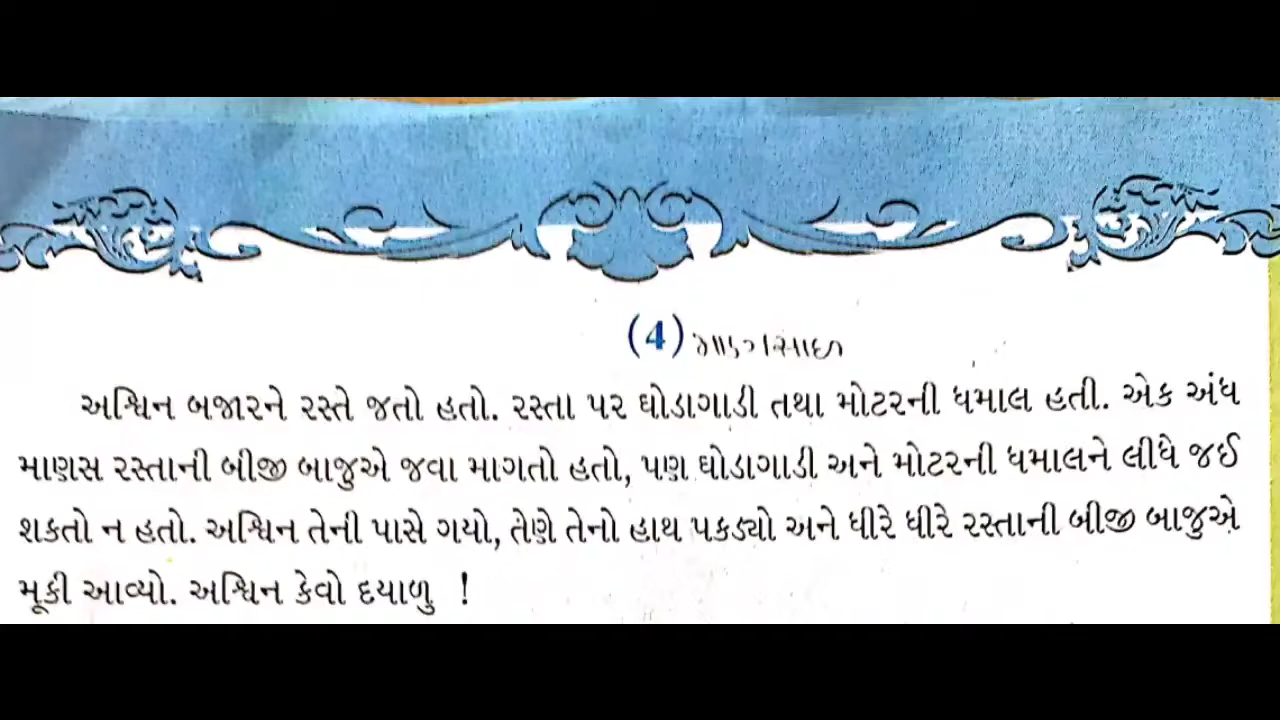 (4) માણસાઈ
અશ્વિન બજારને રસ્તે જતો હતો. રસ્તા પર ઘોડાગાડી તથા મોટરની ધમાલ હતી. એક અંધ
માણસ રસ્તાની બીજી બાજુએ જવા માગતો હતો, પણ ઘોડાગાડી અને મોટરની ધમાલને લીધે જઈ
શકતો ન હતો. અશ્વિન તેની પાસે ગયો, તેણે તેનો હાથ પકડ્યો અને ધીરે ધીરે રસ્તાની બીજી બાજુએ
મૂકી આવ્યો. અશ્વિન કેવો દયાળુ !